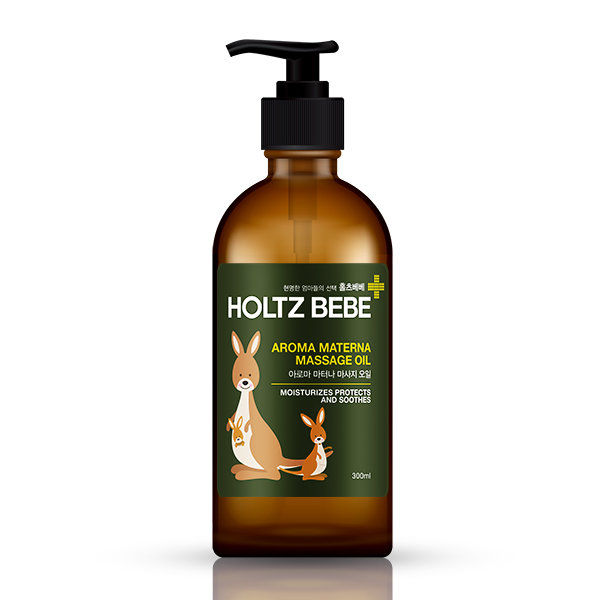 현명한 엄마들의 선택 홀츠베베
HOLTZ BEBE
AROMA MATERNA
MASSAGE OIL
아로마 마터나 마사지 오일
MOISTURIZES PROTECTS
AND SOOTHES
300ml